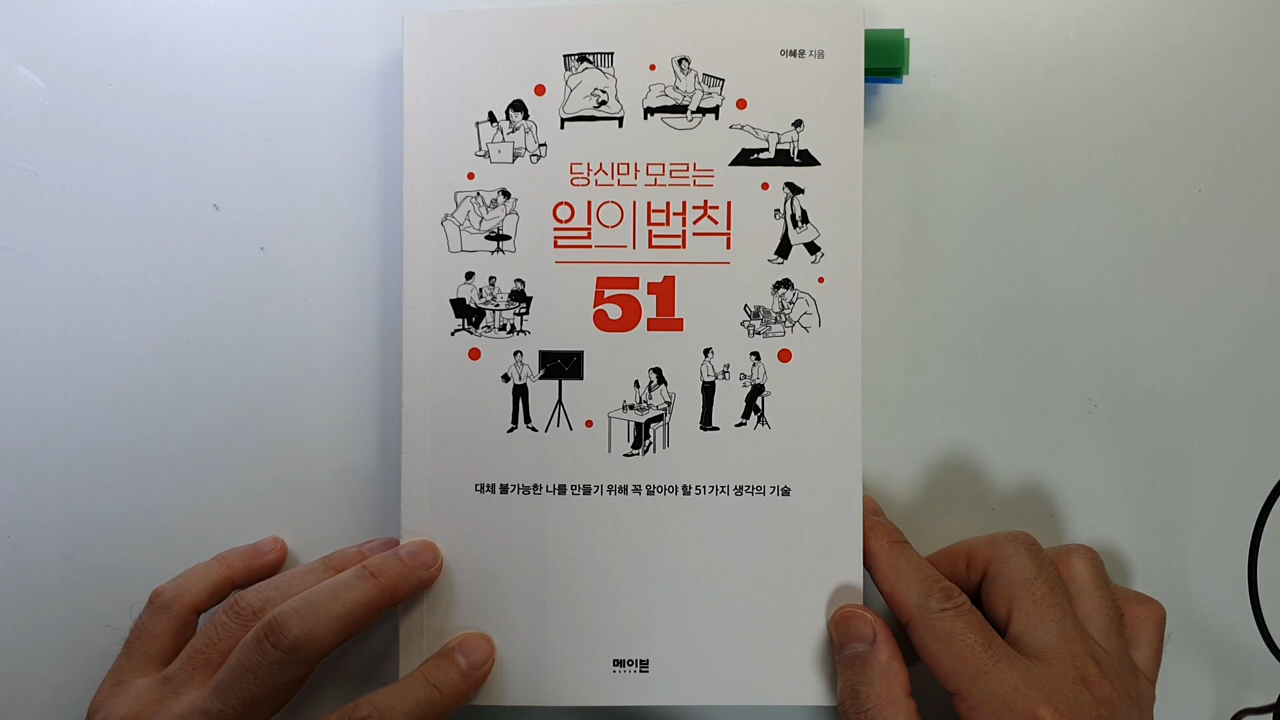 이혜운 지음
당신만 모르는
일의 법칙
51
대체 불가능한 나를 만들기 위해 꼭 알아야 할 51가지 생각의 기술
메이븐
MAVEN